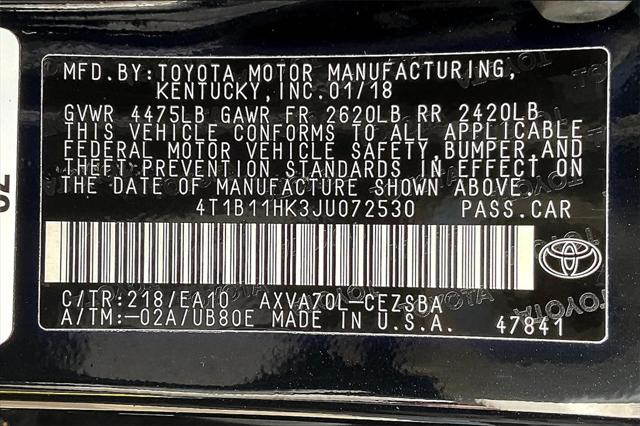 MFD.BY:TOYOTA MOTOR MANUFACTURING,
KENTUCKY,INC.01/18
GVWR 4475LB GAWR FR 2620LB RR 2420LB
THIS VEHICLE CONFORMS TO ALL APPLICABLE
FEDERAL MOTOR VEHICLE SAFETY,BUMPER,AND
THEFT PREVENTION STANDARDS IN EFFECT ON
THE DATE OF MANUFACTURE SHOWN ABOVE.
4T1B11HK3JU072530 PASS.CAR
C/TR:218/EA10 AXVA70L-CEZSBA
A/TM:-02A/UB80E MADE IN U.S.A. 47841